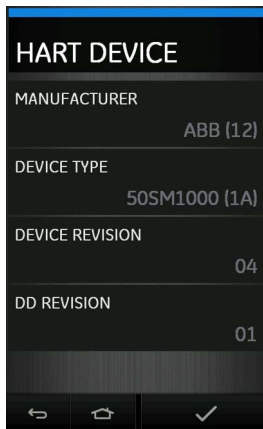 HART DEVICE
MANUFACTURER
ABB (12)
DEVICE TYPE
50SM1000 (1A)
DEVICE REVISION
04
DD REVISION
01